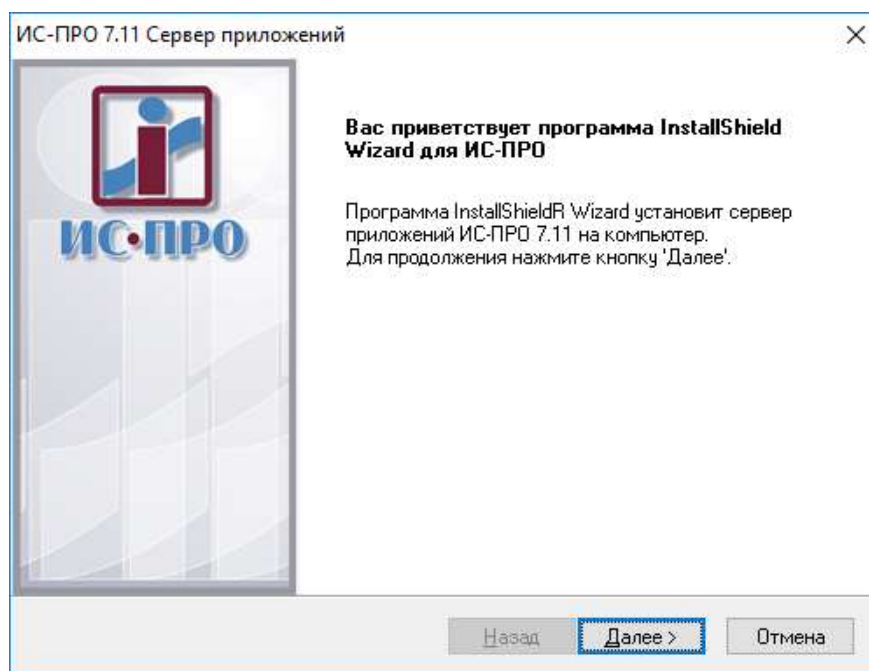 ИС-ПРО 7.11 Сервер приложений
ИС•ПРО
Вас приветствует программа InstallShield
Wizard для ИС-ПРО
Программа InstallShieldR Wizard установит сервер
приложений ИС-ПРО 7.11 на компьютер.
Для продолжения нажмите кнопку 'Далее'.
Назад
Далее >
Отмена